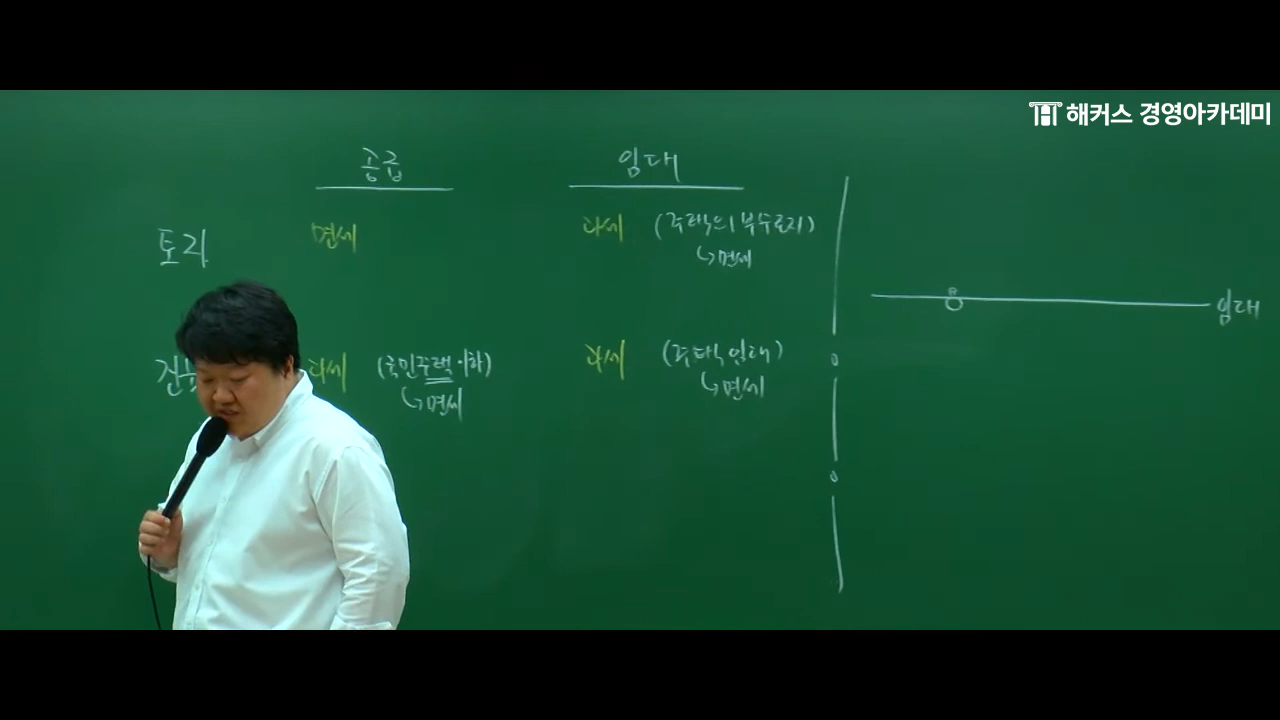 해커스 경영아카데미
공급 임대
토지 면세 과세 (주택의 부수토지)
↳면세
임대
과세 (국민주택 이하) 과세 (주택임대)
↳면세 ↳면세